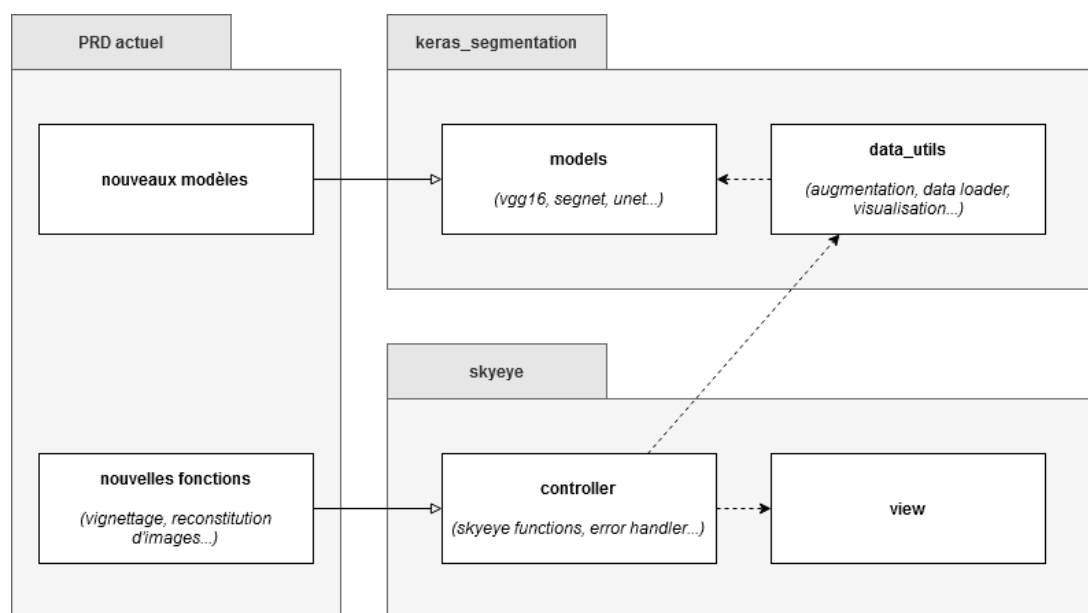 PRD actuel
keras_segmentation
nouveaux modèles
models
(vgg16, segnet, unet...)
data_utils
(augmentation, data loader,
visualisation...)
skyeye
nouvelles fonctions
(vignettage, reconstitution
d'images...)
controller
(skyeye functions, error handler...)
view